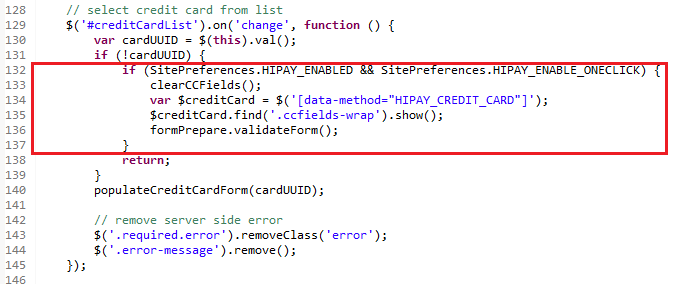 128 // select credit card from list
129 $('#creditCardList').on('change', function () {
130 var cardUUID = $(this).val();
131 if (!cardUUID) {
132 if (SitePreferences.HIPAY_ENABLED && SitePreferences.HIPAY_ENABLE_ONECLICK) {
133 clearCCFields();
134 var $creditCard = $('[data-method="HIPAY_CREDIT_CARD"]');
135 $creditCard.find('.ccfields-wrap').show();
136 formPrepare.validateForm();
137 }
138 return;
139 }
140 populateCreditCardForm(cardUUID);
141
142 // remove server side error
143 $('.required.error').removeClass('error');
144 $('.error-message').remove();
145 });
146